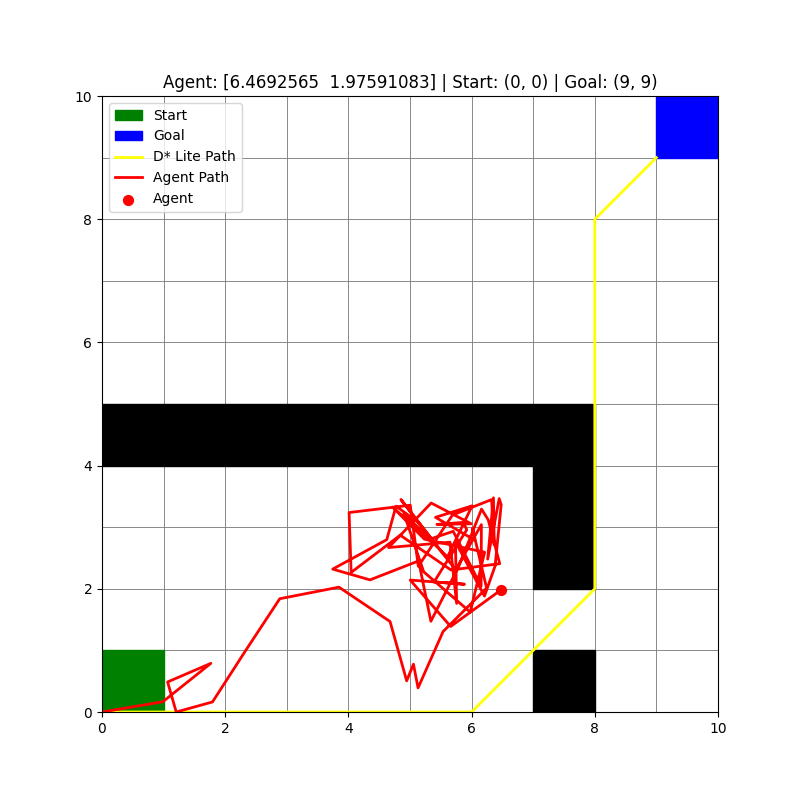 Agent: [6.4692565  1.97591083] | Start: (0, 0) | Goal: (9, 9)
10
Start
Goal
D* Lite Path
Agent Path
Agent
8
6
4
2
0
0 2 4 6 8 10